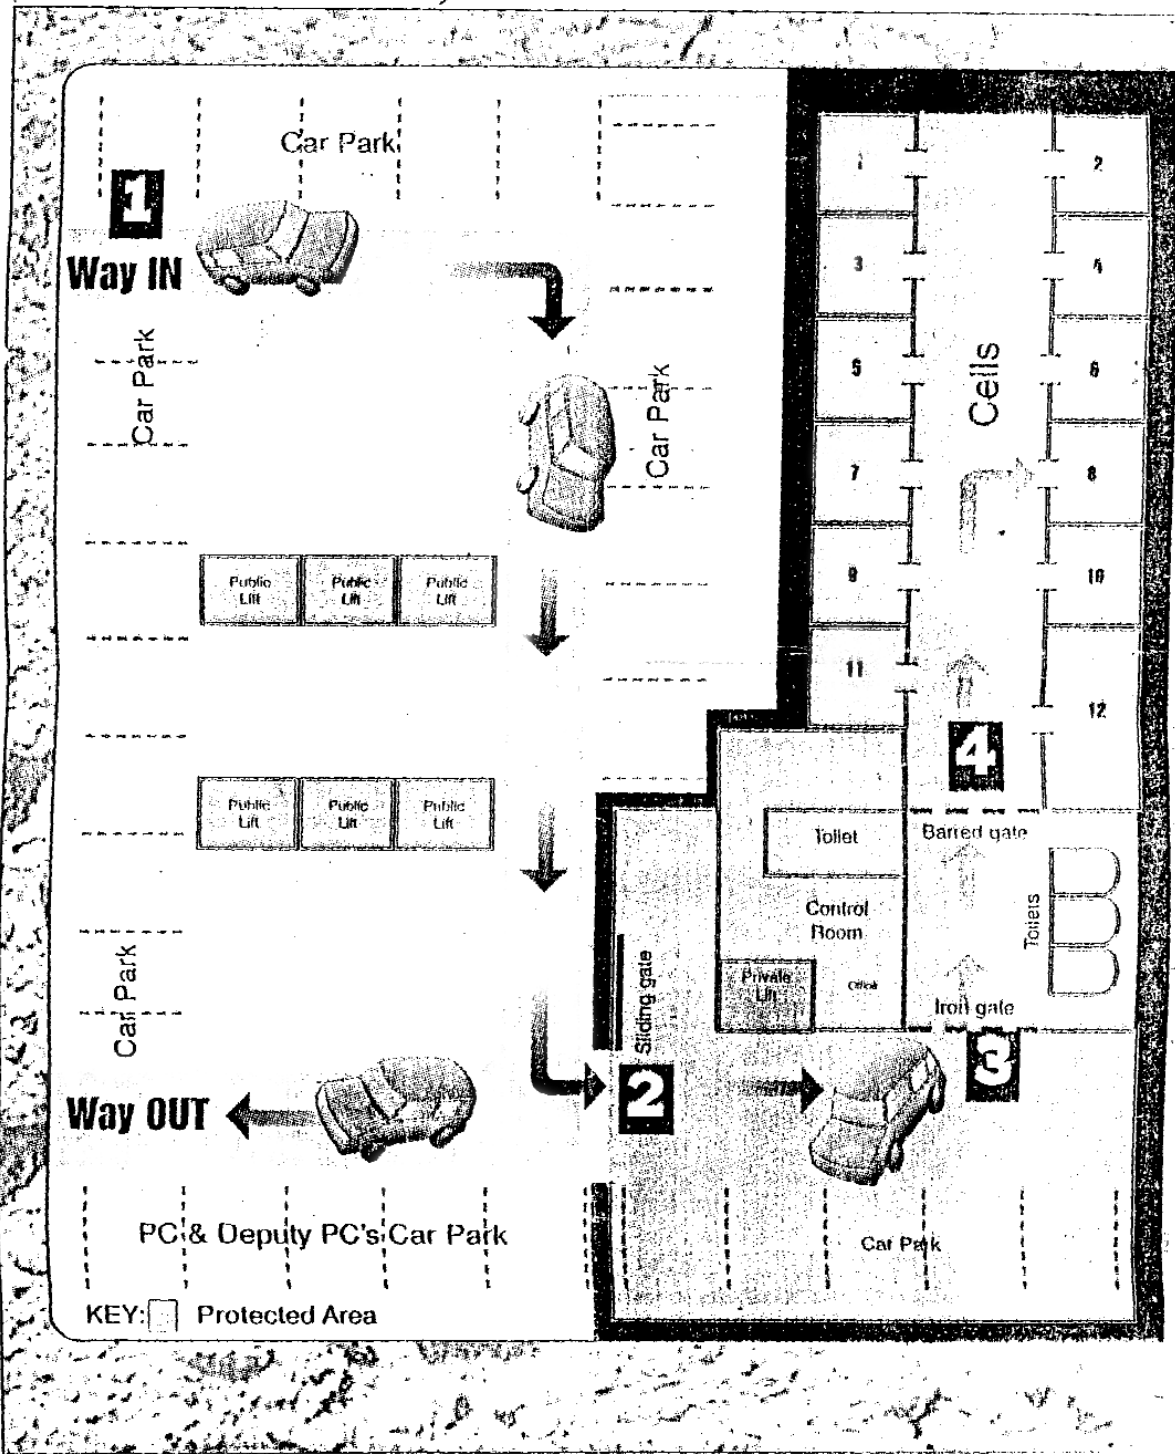 Car Park
1
Way IN
Car Park
Car Park
Public
Lift
Public
Lift
Public
Lift
Public
Lift
Public
Lift
Public
Lift
Car Park
Way OUT
PC & Deputy PC's Car Park
KEY: Protected Area
1
2
3
4
5
6
7
8
9
10
11
12
Cells
4
Barred gate
Toilet
Control
Room
Toilets
Private
Lift
Office
Iron gate
Sliding gate
2
3
Car Park